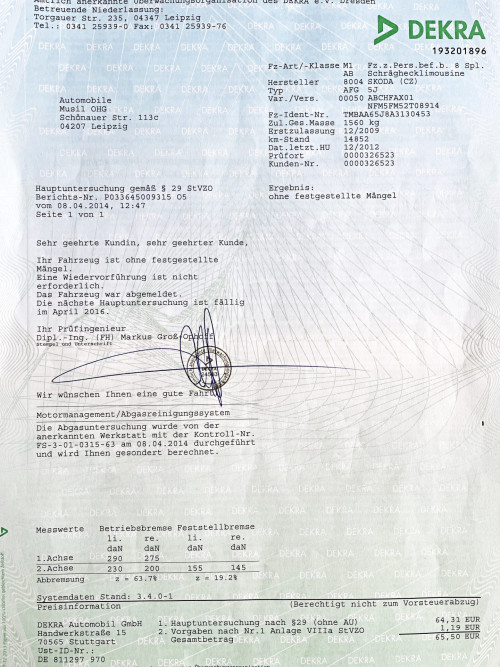 Amtlich anerkannte Überwachungsorganisation des DEKRA e.V. Dresden
Betreuende Niederlassung:
Torgauer Str. 235, 04347 Leipzig
Tel.: 0341 25939-0 Fax: 0341 25939-76
DEKRA
193201896
Fz-Art/-Klasse M1 Fz.z.Pers.bef.b. 8 Spl.
AB Schräghecklimousine
Hersteller 8004 SKODA (CZ)
Typ AFG 5J
Var./Vers. 00050 ABCHFAX01
NFM5FM52T08914
Fz-Ident-Nr. TMBAA65J8A3130453
Zul.Ges.Masse 1560 kg
Erstzulassung 12/2009
km-Stand 14852
Dat.letzt.HU 12/2012
Prüfort 0000326523
Kunden-Nr. 0000326523
Automobile
Musil OHG
Schönauer Str. 113c
04207 Leipzig
Hauptuntersuchung gemäß § 29 StVZO
Berichts-Nr. P033645009315 05
vom 08.04.2014, 12:47
Seite 1 von 1
Ergebnis:
ohne festgestellte Mängel
Sehr geehrte Kundin, sehr geehrter Kunde,
Ihr Fahrzeug ist ohne festgestellte
Mängel.
Eine Wiedervorführung ist nicht
erforderlich.
Das Fahrzeug war abgemeldet.
Die nächste Hauptuntersuchung ist fällig
im April 2016.
Ihr Prüfingenieur
Dipl.-Ing. (FH) Markus Groß-Ophoff
Stempel und Unterschrift
Wir wünschen Ihnen eine gute Fahrt
Motormanagement/Abgasreinigungssystem
Die Abgasuntersuchung wurde von der
anerkannten Werkstatt mit der Kontroll-Nr.
FS-3-01-0315-63 am 08.04.2014 durchgeführt
und wird Ihnen gesondert berechnet.
Messwerte Betriebsbremse Feststellbremse
li. re. li. re.
daN daN daN daN
1.Achse 290 275
2.Achse 230 200 155 145
Abbremsung z = 63.7% z = 19.2%
Systemdaten Stand: 3.4.0-1
Preisinformation (Berechtigt nicht zum Vorsteuerabzug)
DEKRA Automobil GmbH 1. Hauptuntersuchung nach §29 (ohne AU) 64,31 EUR
Handwerkstraße 15 2. Vorgaben nach Nr.1 Anlage VIIIa StVZO 1,19 EUR
70565 Stuttgart Gesamtbetrag 65,50 EUR
Ust-ID-Nr.:
DE 811297 970